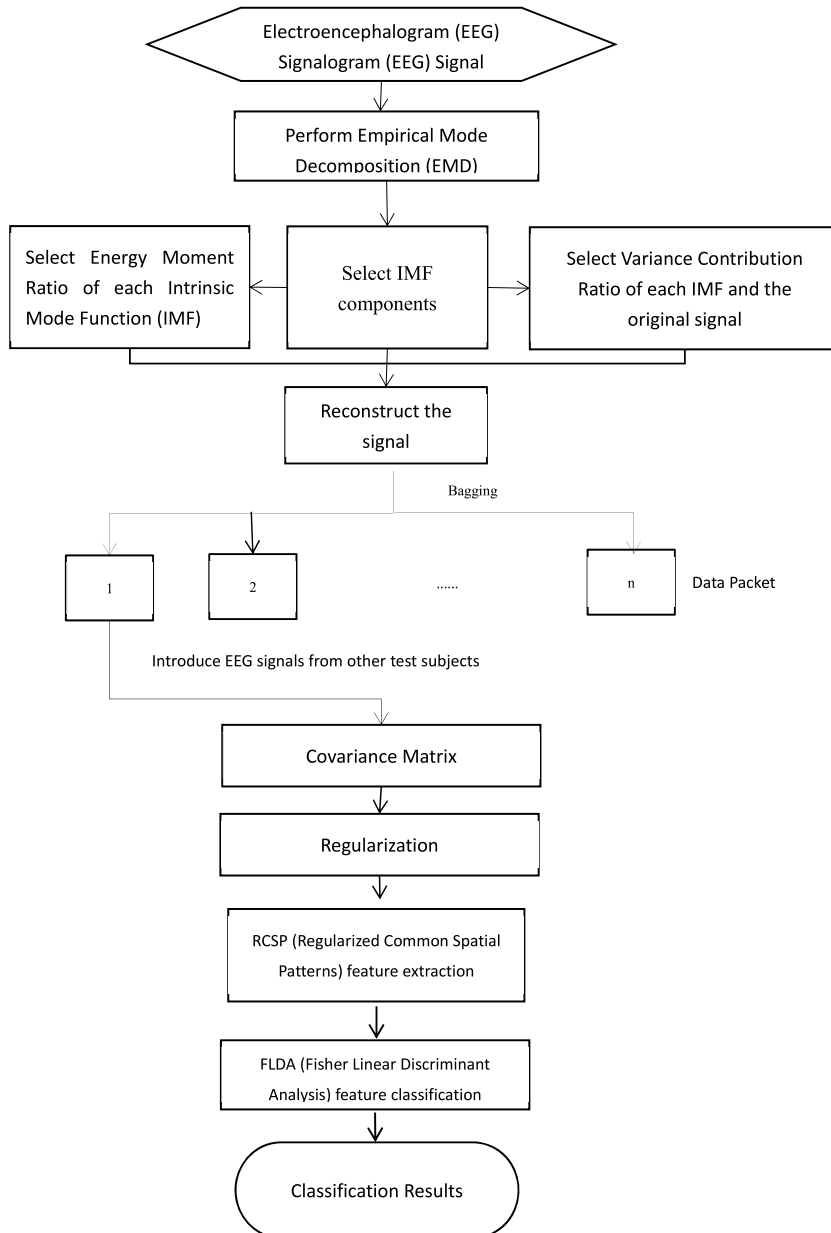 Electroencephalogram (EEG)
Signalogram (EEG) Signal
Perform Empirical Mode
Decomposition (EMD)
Select Energy Moment
Ratio of each Intrinsic
Mode Function (IMF)
Select IMF
components
Select Variance Contribution
Ratio of each IMF and the
original signal
Reconstruct the
signal
Bagging
1
2
......
n
Data Packet
Introduce EEG signals from other test subjects
Covariance Matrix
Regularization
RCSP (Regularized Common Spatial
Patterns) feature extraction
FLDA (Fisher Linear Discriminant
Analysis) feature classification
Classification Results